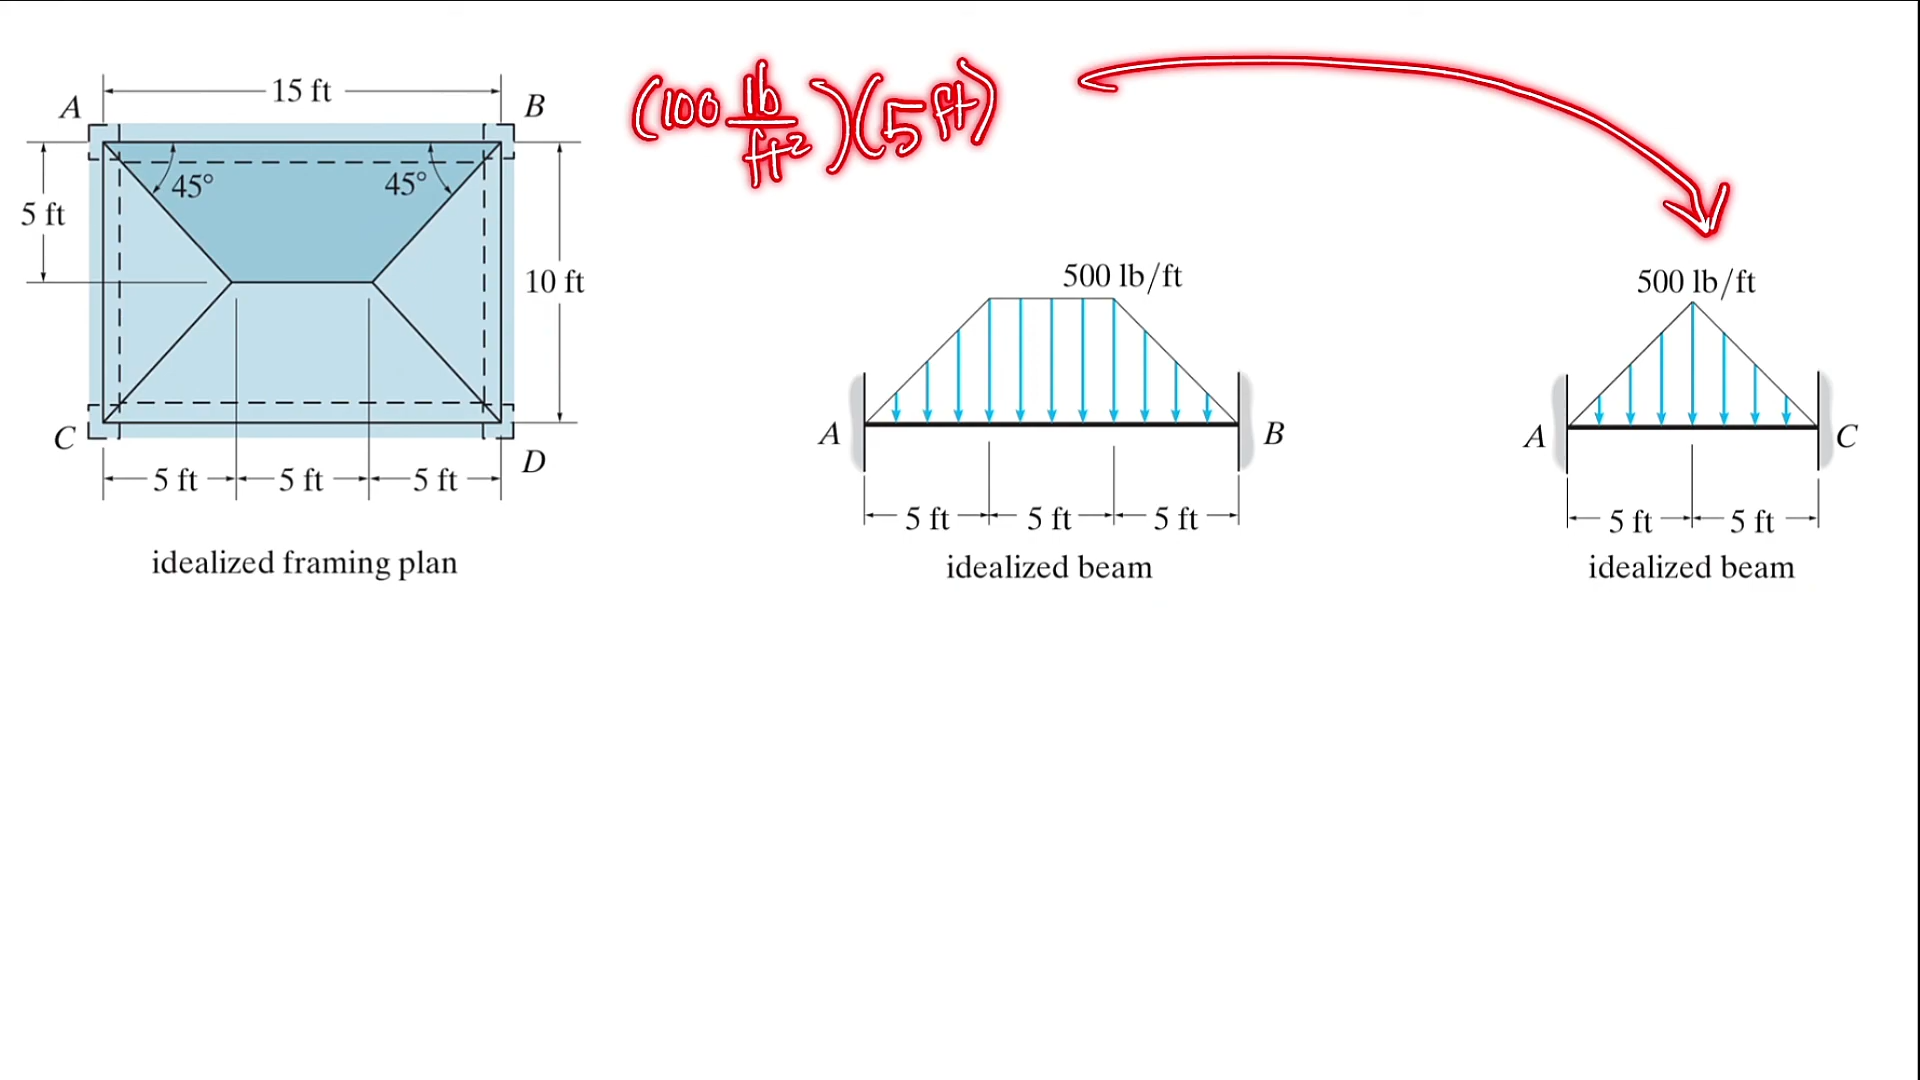 15 ft
A
B
(100 lb/ft²)(5 ft)
45°
45°
5 ft
10 ft
500 lb/ft
500 lb/ft
A
B
A
C
C
D
5 ft
5 ft
5 ft
5 ft
5 ft
5 ft
5 ft
5 ft
idealized framing plan
idealized beam
idealized beam